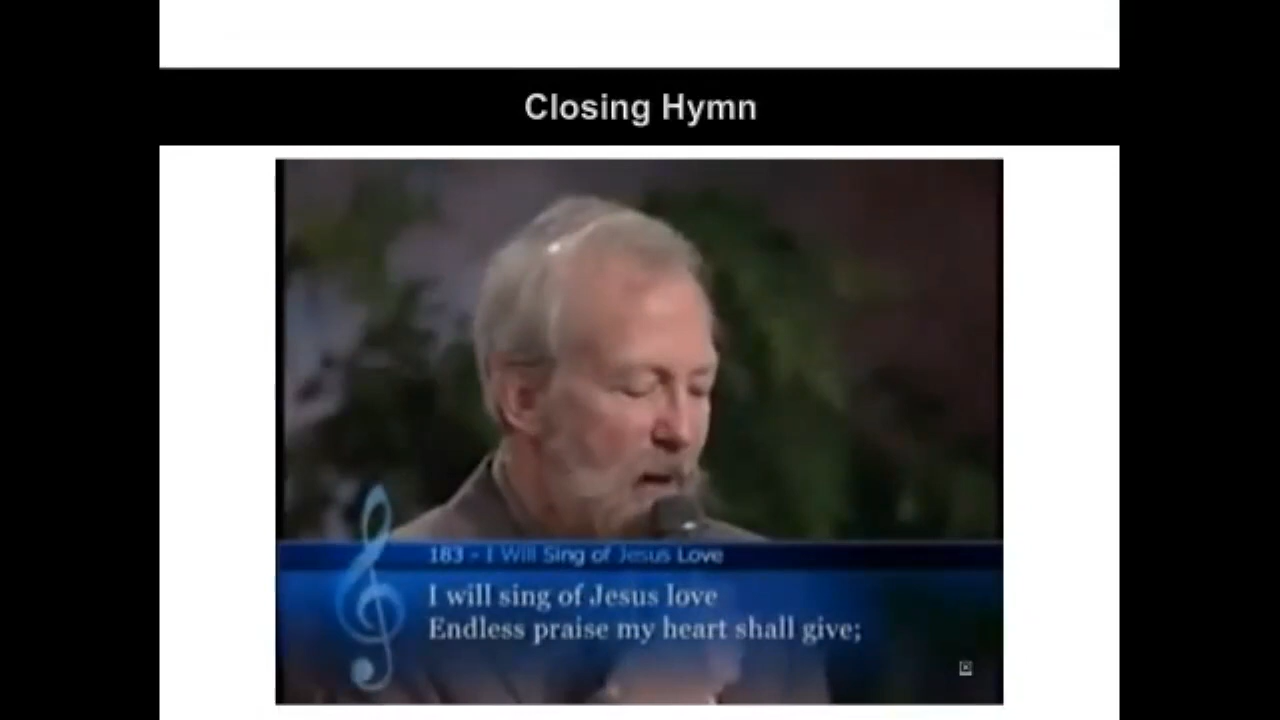 Closing Hymn
183 - I Will Sing of Jesus Love
I will sing of Jesus love
Endless praise my heart shall give;